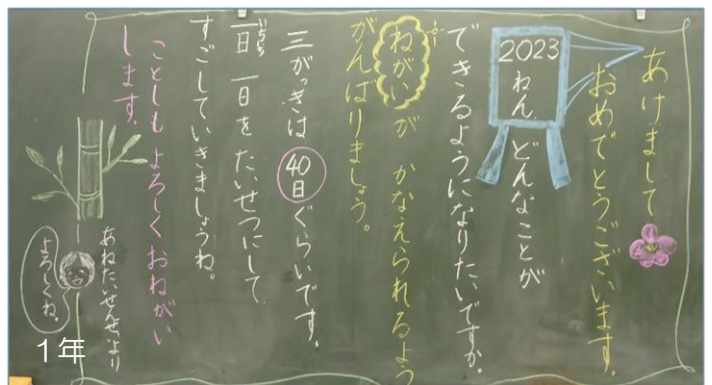 あけまして
おめでとうございます。
2023
ねん、どんなことが
できるようになりたいですか。
ねがいが かなえられるよう
がんばりましょう。
三がっきは 40日ぐらいです。
一日 一日を たいせつにして
いちにち
すごしていきましょうね。
ことしも よろしく おねがい
します。
あねたいせんせいより
よろしくね。
1年